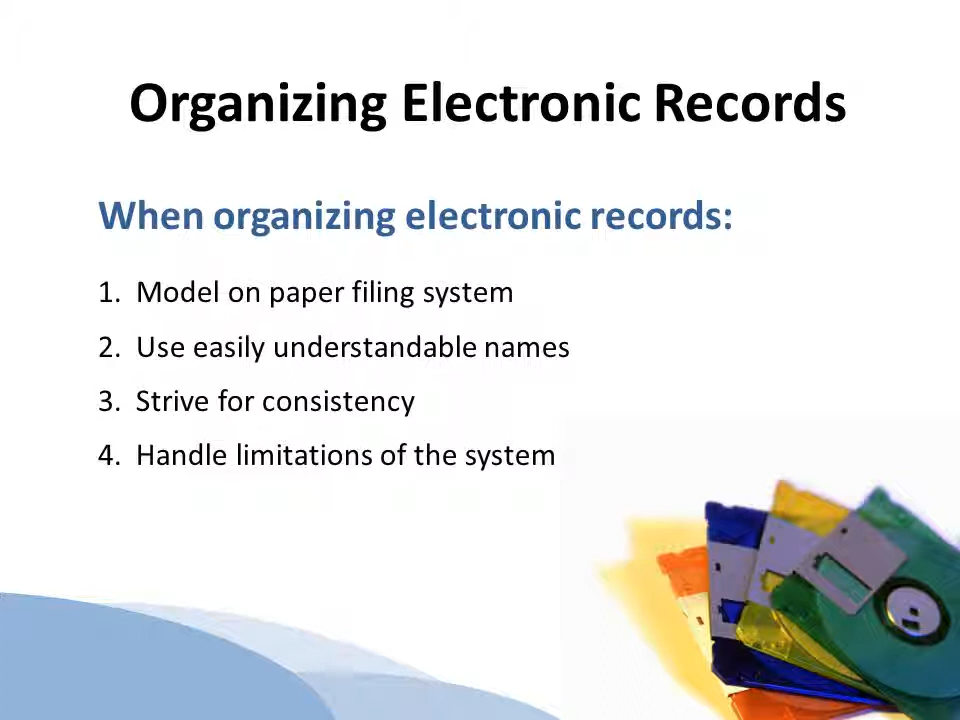 Organizing Electronic Records
When organizing electronic records:
1. Model on paper filing system
2. Use easily understandable names
3. Strive for consistency
4. Handle limitations of the system